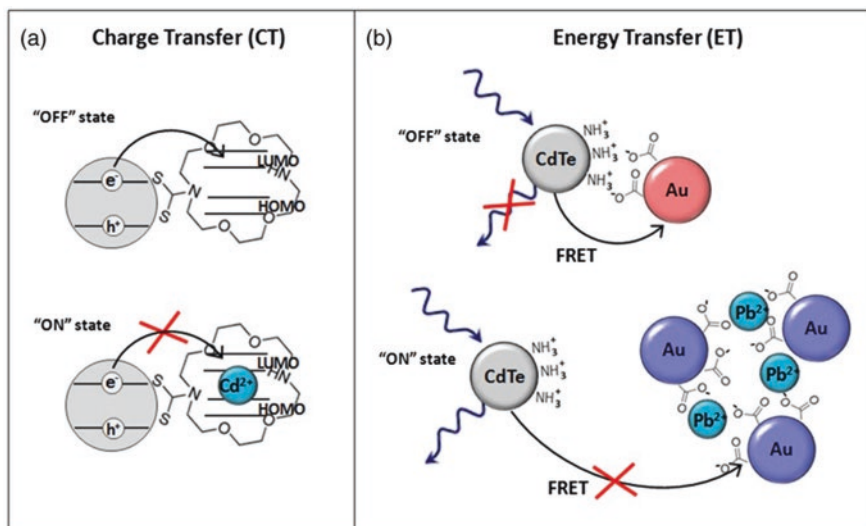 (a) Charge Transfer (CT)
"OFF" state
e-
h+
S
S
N
O
O
LUMO
HN
HOMO
O
O
"ON" state
e-
h+
S
S
N
O
O
LUMO
HN
Cd2+
HOMO
O
O
(b) Energy Transfer (ET)
"OFF" state
CdTe
NH3+
NH3+
NH3+
-O
O
-O
O
Au
FRET
"ON" state
CdTe
NH3+
NH3+
NH3+
FRET
Au
Pb2+
Au
Pb2+
Pb2+
Au